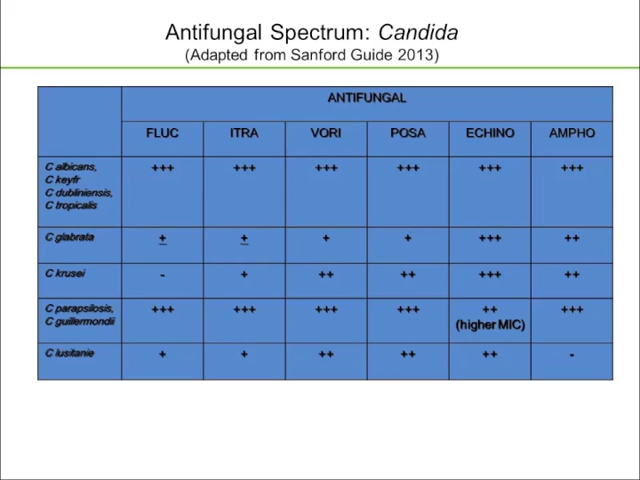 Antifungal Spectrum: Candida
(Adapted from Sanford Guide 2013)
ANTIFUNGAL
FLUC ITRA VORI POSA ECHINO AMPHO
C albicans, +++ +++ +++ +++ +++ +++
C keyfr
C dubliniensis,
C tropicalis
C glabrata ± ± + + +++ ++
C krusei - + ++ ++ +++ ++
C parapsilosis, +++ +++ +++ +++ ++ +++
C guillermondii (higher MIC)
C lusitanie + + ++ ++ ++ -